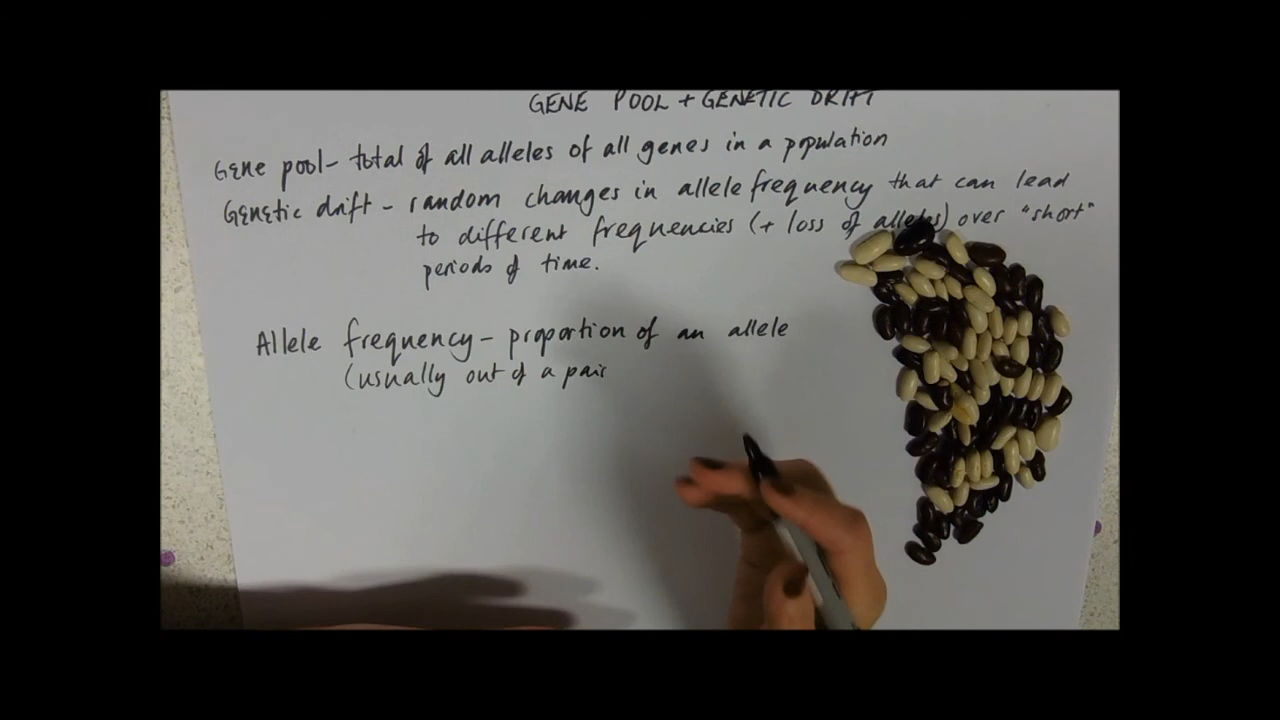 GENE POOL + GENETIC DRIFT
Gene pool - total of all alleles of all genes in a population
Genetic drift - random changes in allele frequency that can lead
to different frequencies (+ loss of alleles) over "short"
periods of time.
Allele frequency - proportion of an allele
(usually out of a pair